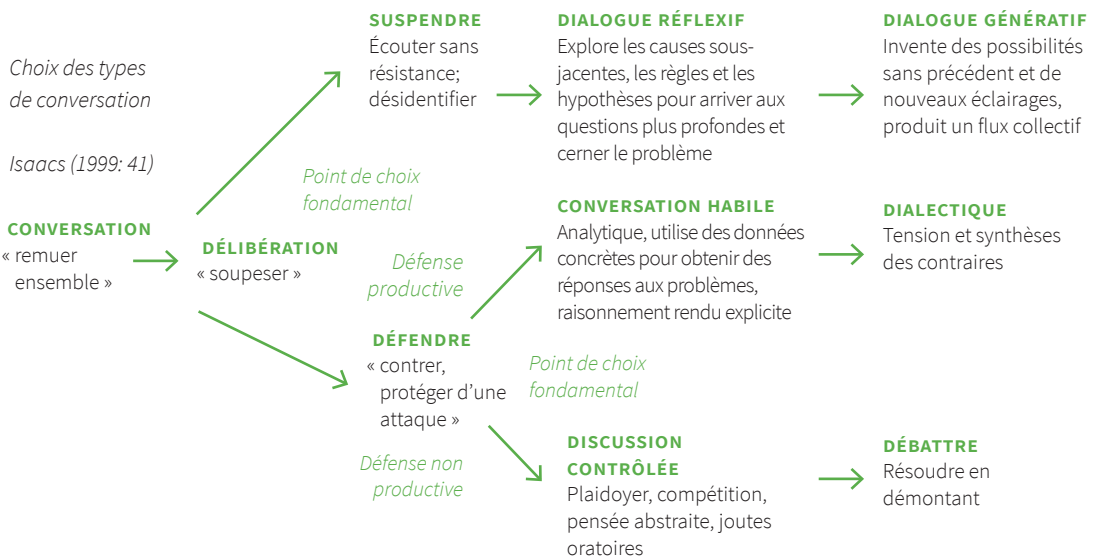 Choix des types
de conversation
Isaacs (1999: 41)
CONVERSATION
« remuer
ensemble »
DÉLIBÉRATION
« soupeser »
Point de choix
fondamental
SUSPENDRE
Écouter sans
résistance;
désidentifier
DIALOGUE RÉFLEXIF
Explore les causes sous-
jacentes, les règles et les
hypothèses pour arriver aux
questions plus profondes et
cerner le problème
DIALOGUE GÉNÉRATIF
Invente des possibilités
sans précédent et de
nouveaux éclairages,
produit un flux collectif
Défense
productive
DÉFENDRE
« contrer,
protéger d’une
attaque »
Défense non
productive
Point de choix
fondamental
CONVERSATION HABILE
Analytique, utilise des données
concrètes pour obtenir des
réponses aux problèmes,
raisonnement rendu explicite
DIALECTIQUE
Tension et synthèses
des contraires
DISCUSSION
CONTRÔLÉE
Plaidoyer, compétition,
pensée abstraite, joutes
oratoires
DÉBATTRE
Résoudre en
démontant